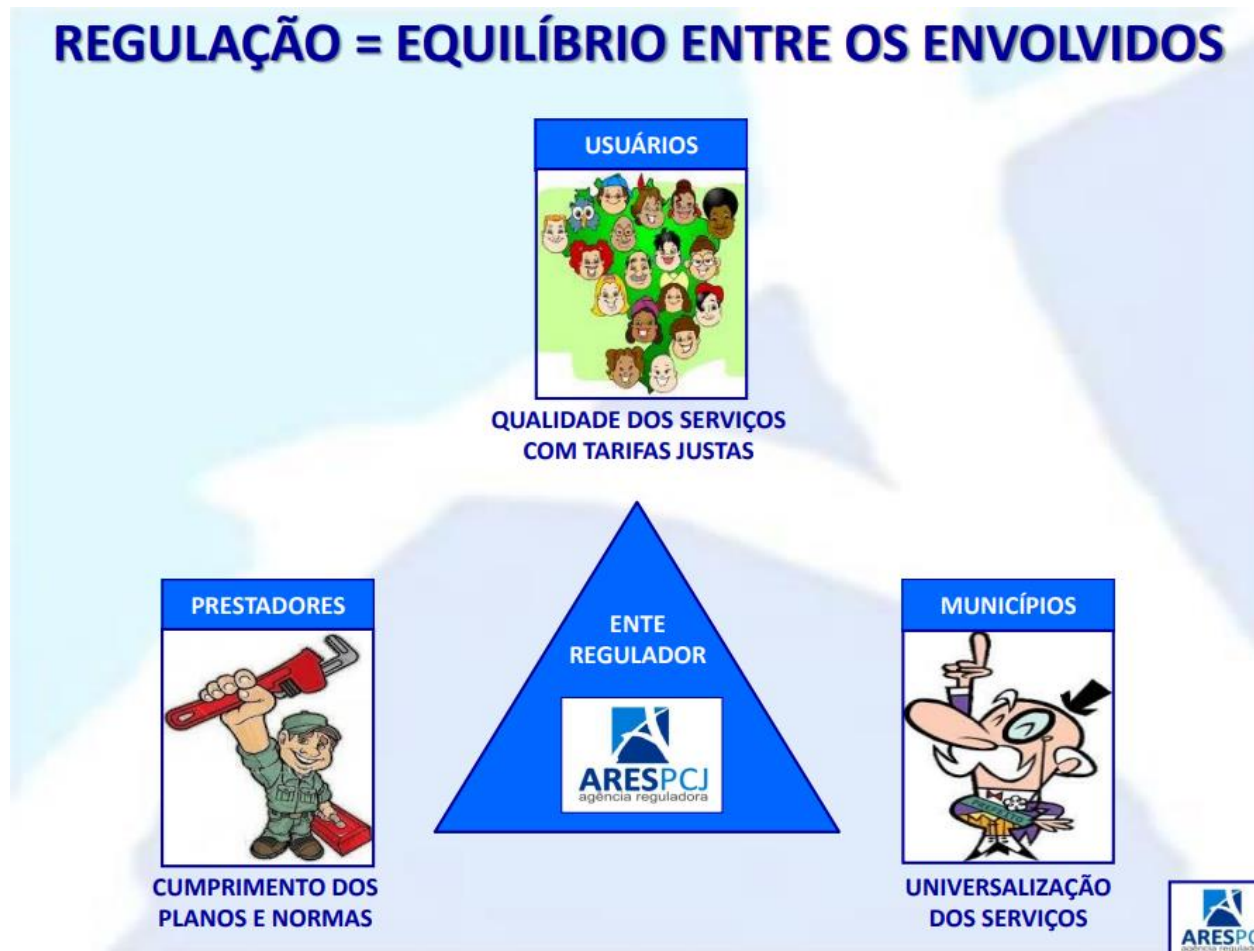 REGULAÇÃO = EQUILÍBRIO ENTRE OS ENVOLVIDOS
USUÁRIOS
QUALIDADE DOS SERVIÇOS
COM TARIFAS JUSTAS
PRESTADORES
CUMPRIMENTO DOS
PLANOS E NORMAS
ENTE
REGULADOR
ARESPCJ
agência reguladora
MUNICÍPIOS
PREFEITO
UNIVERSALIZAÇÃO
DOS SERVIÇOS